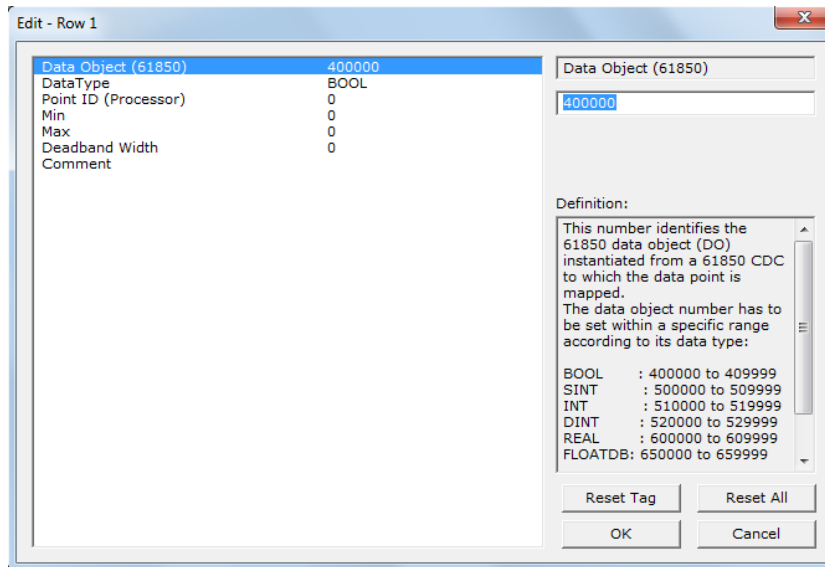 Edit - Row 1
Data Object (61850) 400000
DataType BOOL
Point ID (Processor) 0
Min 0
Max 0
Deadband Width 0
Comment
Data Object (61850)
400000
Definition:
This number identifies the
61850 data object (DO)
instantiated from a 61850 CDC
to which the data point is
mapped.
The data object number has to
be set within a specific range
according to its data type:
BOOL : 400000 to 409999
SINT : 500000 to 509999
INT : 510000 to 519999
DINT : 520000 to 529999
REAL : 600000 to 609999
FLOATDB: 650000 to 659999
Reset Tag Reset All
OK Cancel